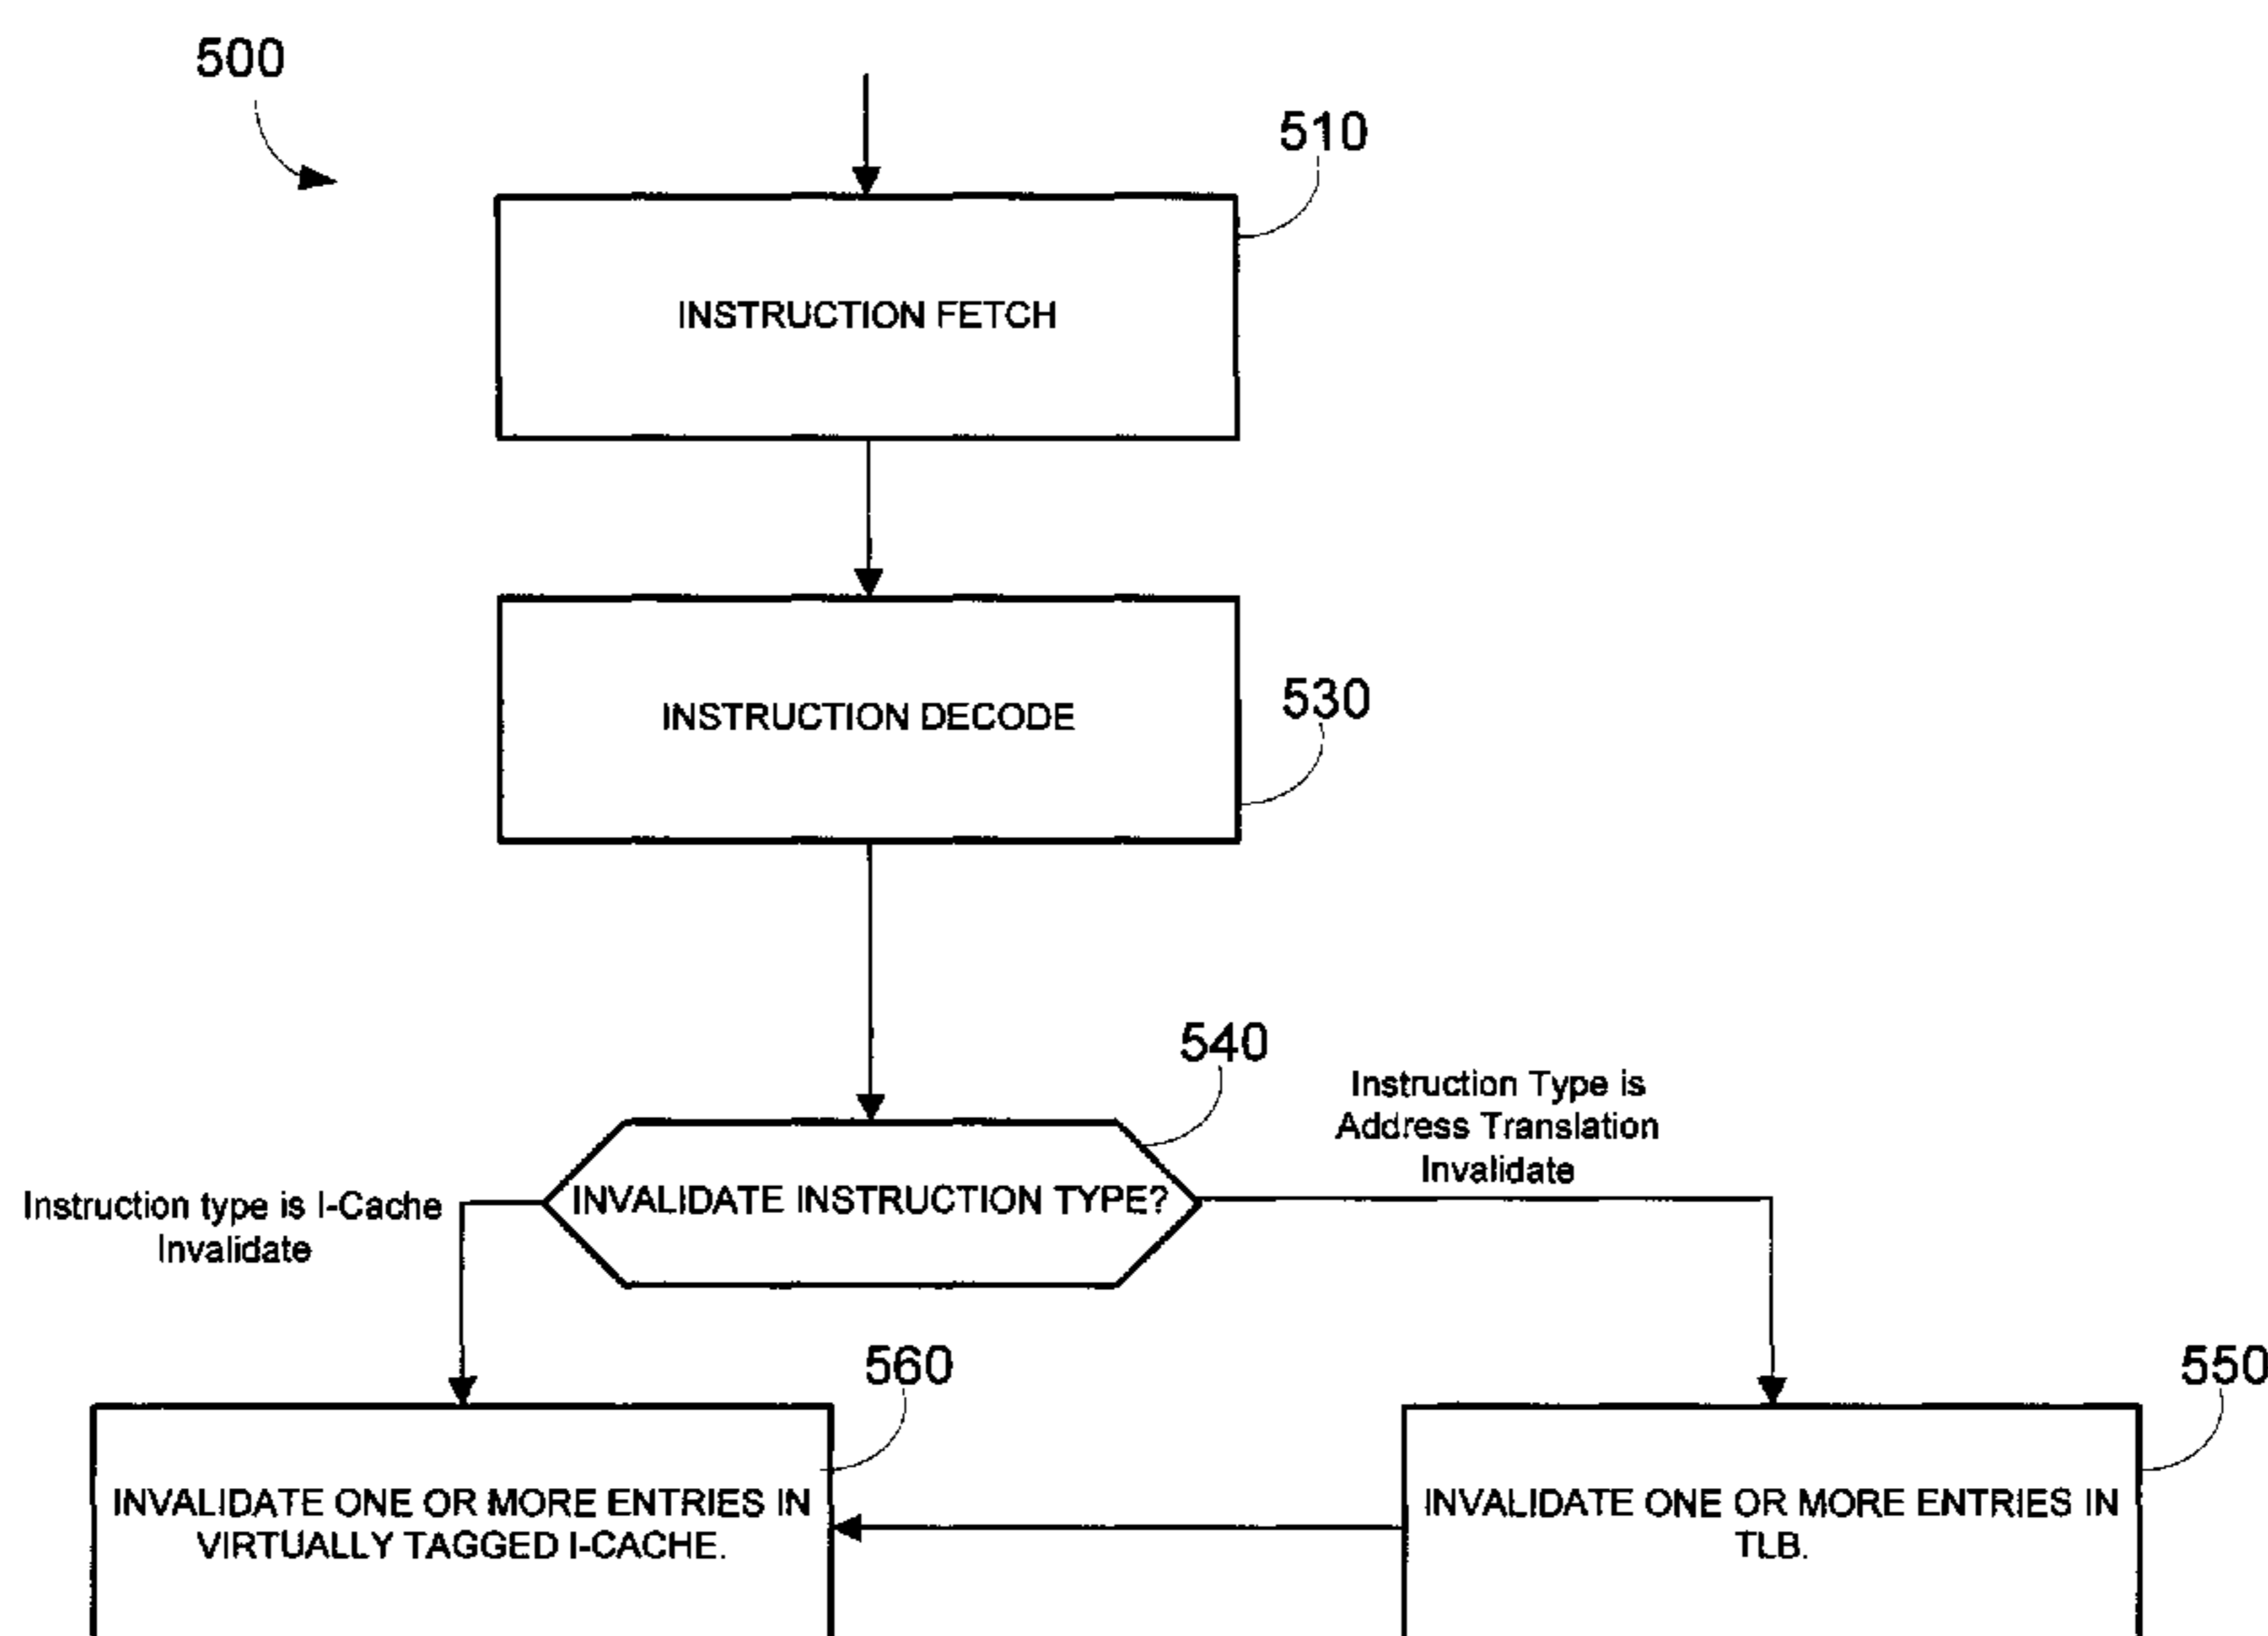 500
510
INSTRUCTION FETCH
530
INSTRUCTION DECODE
540
Instruction Type is
Address Translation
Invalidate
INVALIDATE INSTRUCTION TYPE?
Instruction type is I-Cache
Invalidate
560
550
INVALIDATE ONE OR MORE ENTRIES IN
VIRTUALLY TAGGED I-CACHE.
INVALIDATE ONE OR MORE ENTRIES IN
TLB.